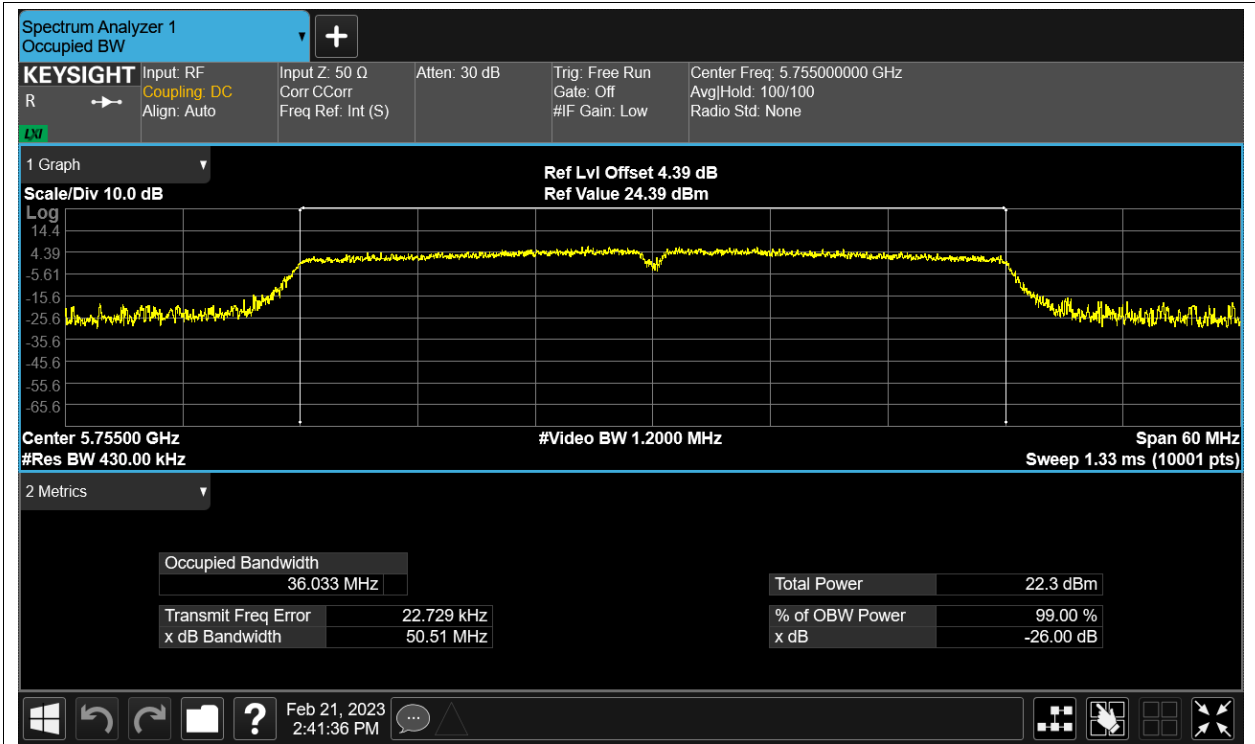 Spectrum Analyzer 1
Occupied BW
KEYSIGHT
R
LXI
Input: RF
Coupling: DC
Align: Auto
Input Z: 50 Ω
Corr CCorr
Freq Ref: Int (S)
Atten: 30 dB
Trig: Free Run
Gate: Off
#IF Gain: Low
Center Freq: 5.755000000 GHz
Avg|Hold: 100/100
Radio Std: None
1 Graph
Scale/Div 10.0 dB
Ref Lvl Offset 4.39 dB
Ref Value 24.39 dBm
Log
14.4
4.39
-5.61
-15.6
-25.6
-35.6
-45.6
-55.6
-65.6
Center 5.75500 GHz
#Video BW 1.2000 MHz
Span 60 MHz
#Res BW 430.00 kHz
Sweep 1.33 ms (10001 pts)
2 Metrics
Occupied Bandwidth
36.033 MHz
Transmit Freq Error 22.729 kHz
x dB Bandwidth 50.51 MHz
Total Power 22.3 dBm
% of OBW Power 99.00 %
x dB -26.00 dB
Feb 21, 2023
2:41:36 PM